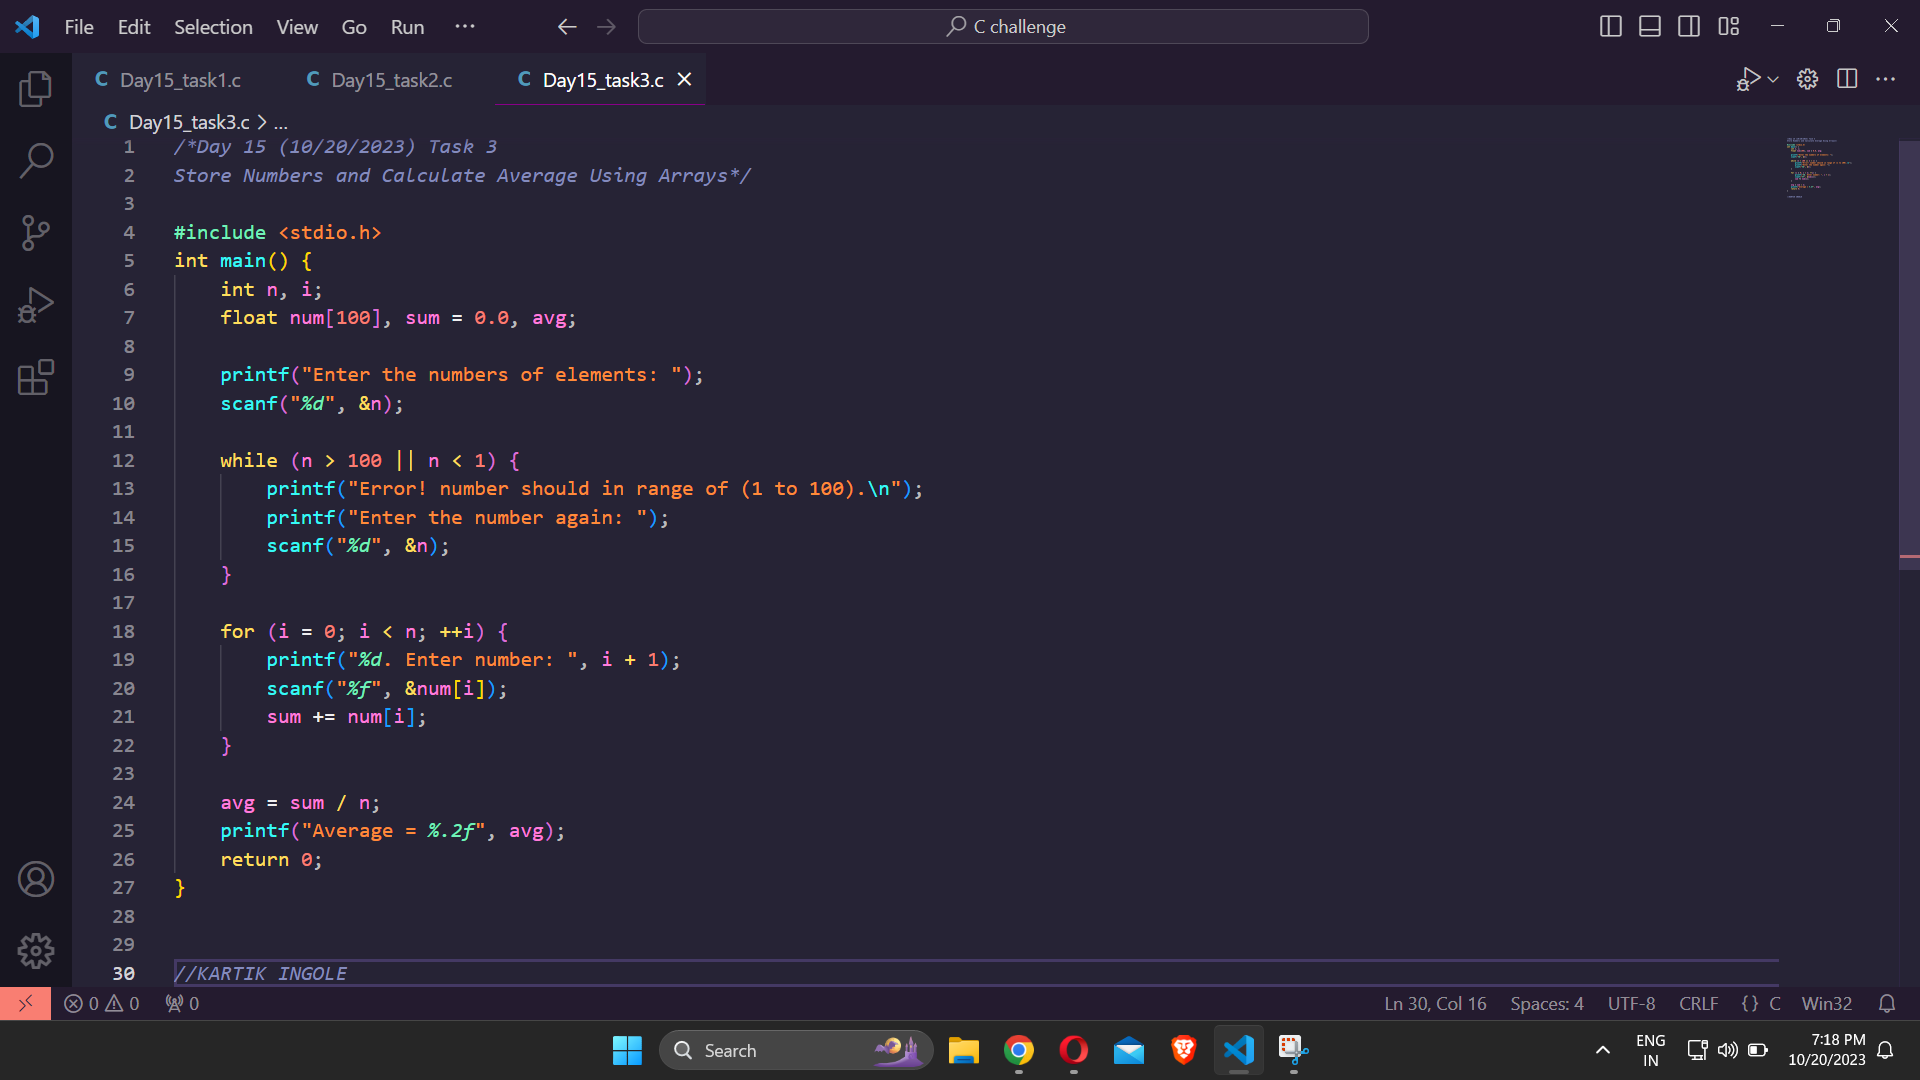 File Edit Selection View Go Run ···
C challenge
C Day15_task1.c C Day15_task2.c C Day15_task3.c
C Day15_task3.c > ...
1 /*Day 15 (10/20/2023) Task 3
2 Store Numbers and Calculate Average Using Arrays*/
3
4 #include <stdio.h>
5 int main() {
6     int n, i;
7     float num[100], sum = 0.0, avg;
8
9     printf("Enter the numbers of elements: ");
10     scanf("%d", &n);
11
12     while (n > 100 || n < 1) {
13         printf("Error! number should in range of (1 to 100).\n");
14         printf("Enter the number again: ");
15         scanf("%d", &n);
16     }
17
18     for (i = 0; i < n; ++i) {
19         printf("%d. Enter number: ", i + 1);
20         scanf("%f", &num[i]);
21         sum += num[i];
22     }
23
24     avg = sum / n;
25     printf("Average = %.2f", avg);
26     return 0;
27 }
28
29
30 //KARTIK INGOLE
0 0 0 Ln 30, Col 16 Spaces: 4 UTF-8 CRLF {} C Win32
Search
ENG
IN
7:18 PM
10/20/2023